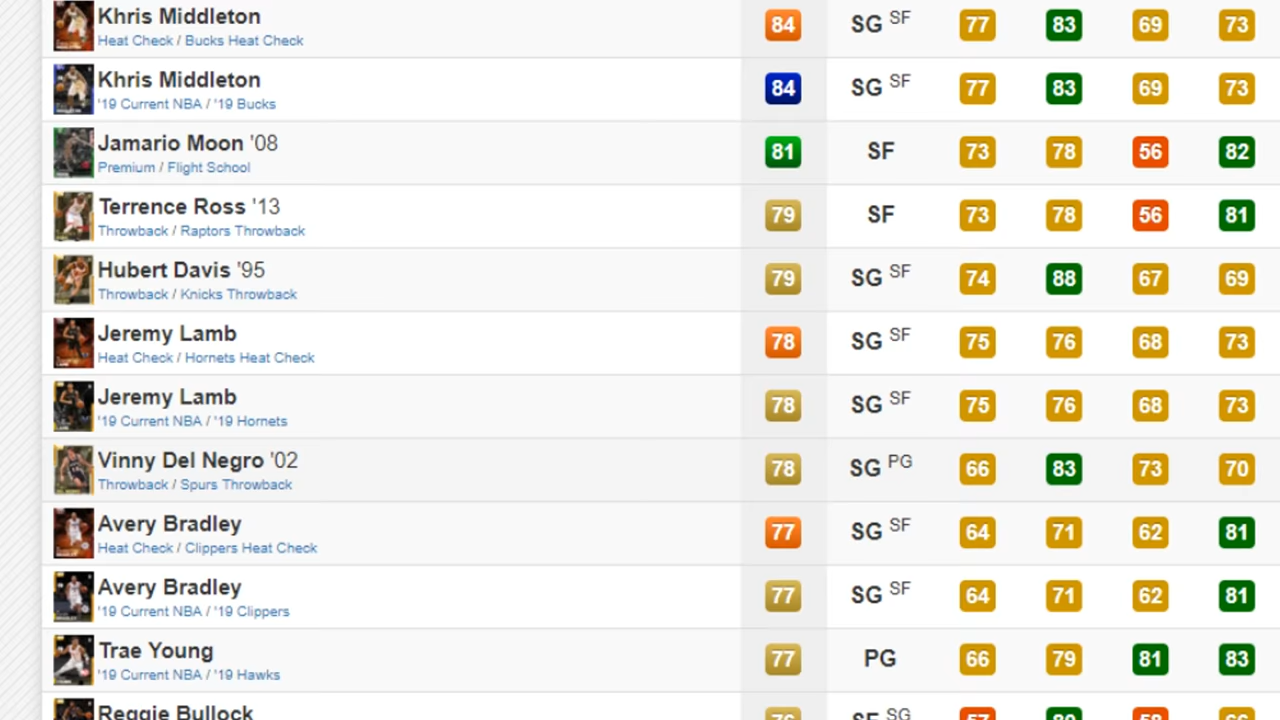 Khris Middleton 84 SG SF 77 83 69 73
Heat Check / Bucks Heat Check
Khris Middleton 84 SG SF 77 83 69 73
'19 Current NBA / '19 Bucks
Jamario Moon '08 81 SF 73 78 56 82
Premium / Flight School
Terrence Ross '13 79 SF 73 78 56 81
Throwback / Raptors Throwback
Hubert Davis '95 79 SG SF 74 88 67 69
Throwback / Knicks Throwback
Jeremy Lamb 78 SG SF 75 76 68 73
Heat Check / Hornets Heat Check
Jeremy Lamb 78 SG SF 75 76 68 73
'19 Current NBA / '19 Hornets
Vinny Del Negro '02 78 SG PG 66 83 73 70
Throwback / Spurs Throwback
Avery Bradley 77 SG SF 64 71 62 81
Heat Check / Clippers Heat Check
Avery Bradley 77 SG SF 64 71 62 81
'19 Current NBA / '19 Clippers
Trae Young 77 PG 66 79 81 83
'19 Current NBA / '19 Hawks
Reggie Bullock SF SG